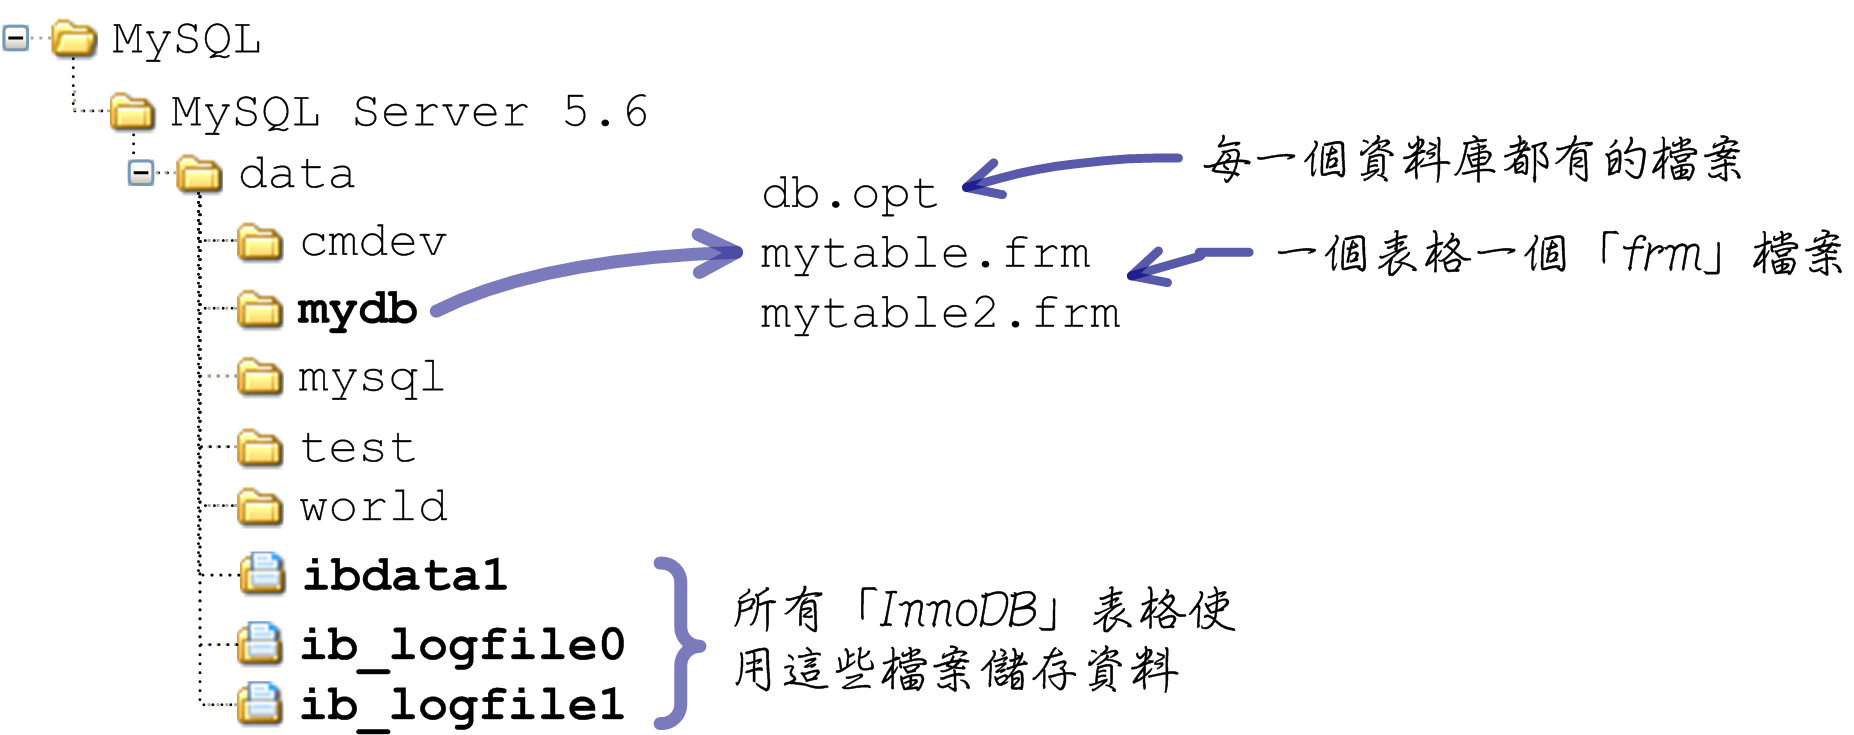 MySQL
MySQL Server 5.6
data
cmdev
mydb
mysql
test
world
ibdata1
ib_logfile0
ib_logfile1
db.opt
mytable.frm
mytable2.frm
每一個資料庫都有的檔案
一個表格一個「frm」檔案
所有「InnoDB」表格使
用這些檔案儲存資料